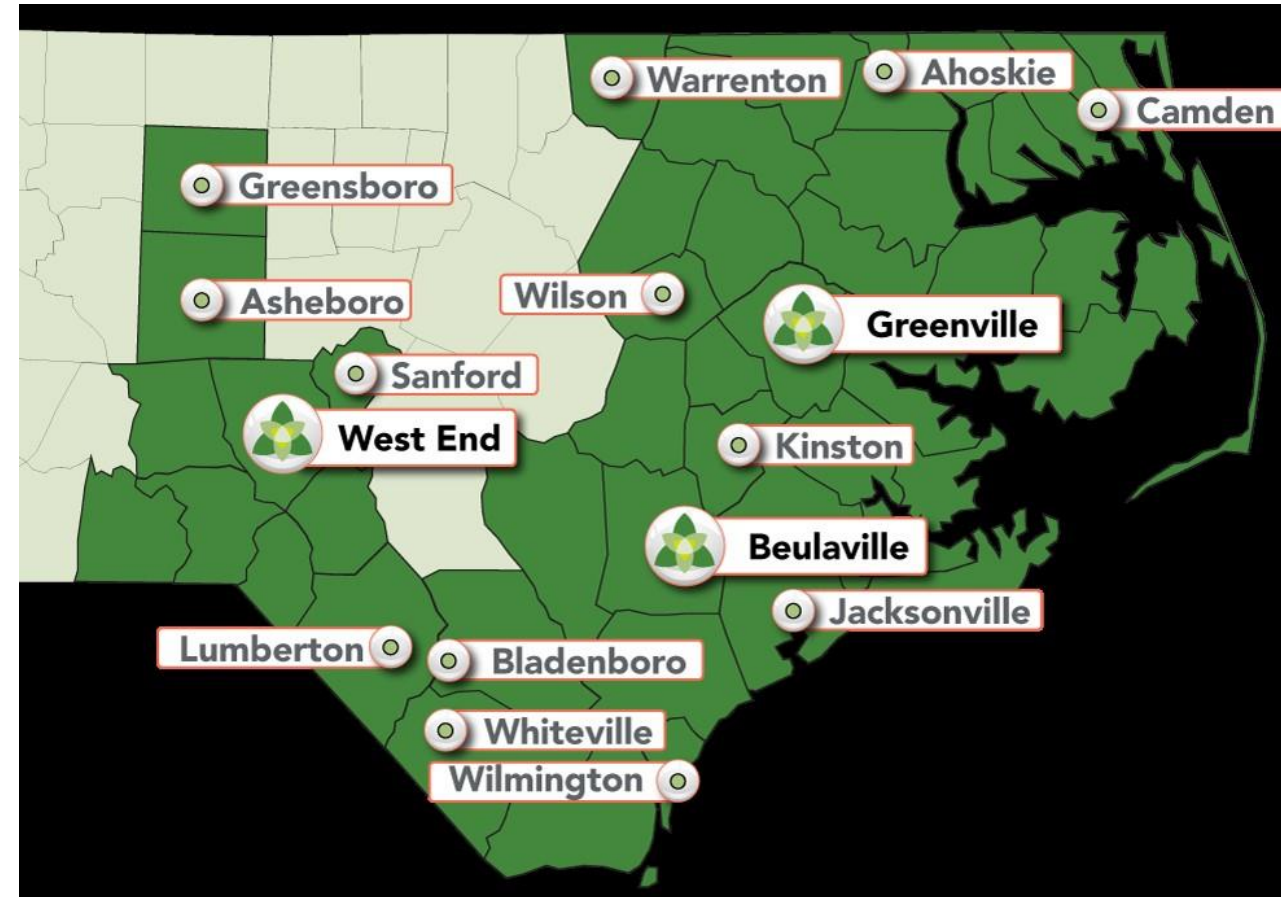 Warrenton
Ahoskie
Camden
Greensboro
Asheboro
Wilson
Greenville
Sanford
West End
Kinston
Beulaville
Jacksonville
Lumberton
Bladenboro
Whiteville
Wilmington